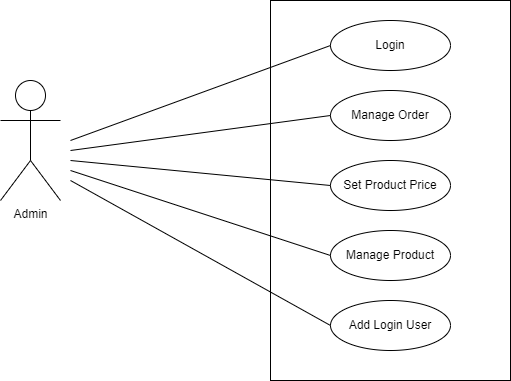 Login
Manage Order
Set Product Price
Admin
Manage Product
Add Login User